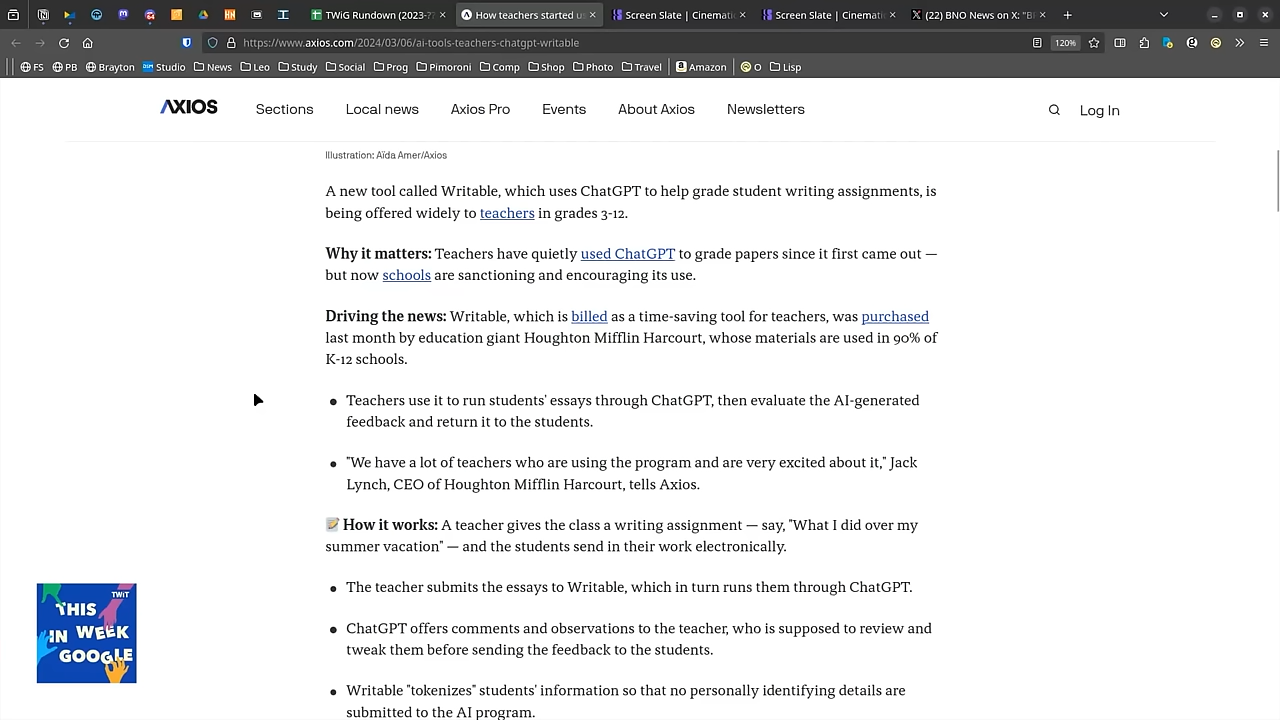 TWiG Rundown (2023-??
How teachers started us
Screen Slate | Cinematic
Screen Slate | Cinemati
(22) BNO News on X: "B
https://www.axios.com/2024/03/06/ai-tools-teachers-chatgpt-writable
120%
FS PB Brayton Studio News Leo Study Social Prog Pimoroni Comp Shop Photo Travel Amazon O Lisp
AXIOS Sections Local news Axios Pro Events About Axios Newsletters Log In
Illustration: Aïda Amer/Axios
A new tool called Writable, which uses ChatGPT to help grade student writing assignments, is
being offered widely to teachers in grades 3-12.
Why it matters: Teachers have quietly used ChatGPT to grade papers since it first came out —
but now schools are sanctioning and encouraging its use.
Driving the news: Writable, which is billed as a time-saving tool for teachers, was purchased
last month by education giant Houghton Mifflin Harcourt, whose materials are used in 90% of
K-12 schools.
Teachers use it to run students' essays through ChatGPT, then evaluate the AI-generated
feedback and return it to the students.
"We have a lot of teachers who are using the program and are very excited about it," Jack
Lynch, CEO of Houghton Mifflin Harcourt, tells Axios.
How it works: A teacher gives the class a writing assignment — say, "What I did over my
summer vacation" — and the students send in their work electronically.
The teacher submits the essays to Writable, which in turn runs them through ChatGPT.
ChatGPT offers comments and observations to the teacher, who is supposed to review and
tweak them before sending the feedback to the students.
Writable "tokenizes" students' information so that no personally identifying details are
submitted to the AI program.
TWiT
THIS
IN WEEK
GOOGLE